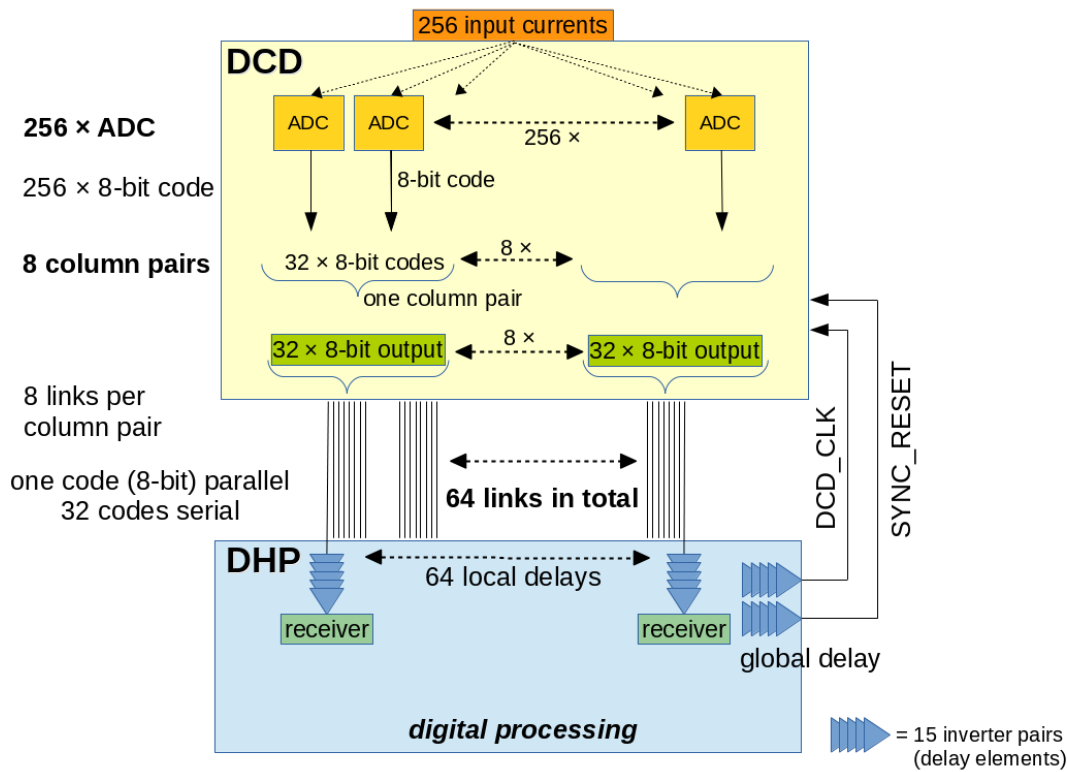 256 input currents
DCD
ADC
ADC
ADC
256 × ADC
256 ×
256 × 8-bit code
8-bit code
8 column pairs
32 × 8-bit codes
8 ×
one column pair
32 × 8-bit output
8 ×
32 × 8-bit output
8 links per
column pair
DCD_CLK
SYNC_RESET
one code (8-bit) parallel
32 codes serial
64 links in total
DHP
64 local delays
receiver
receiver
global delay
digital processing
= 15 inverter pairs
(delay elements)